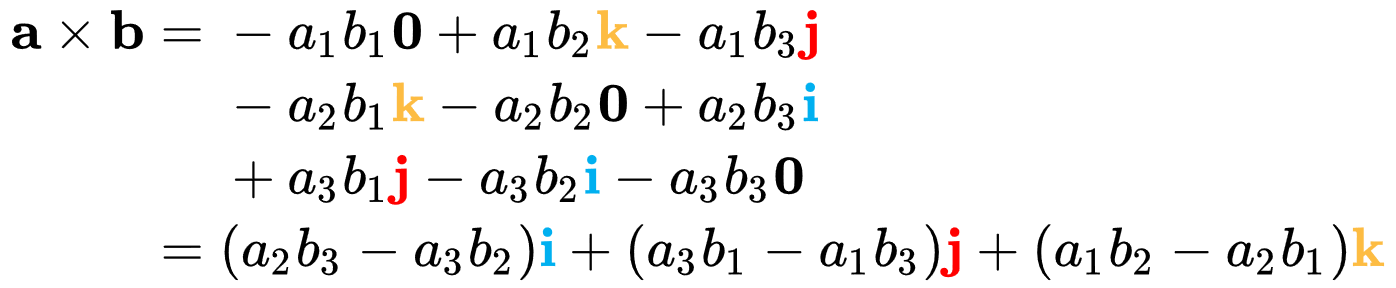 a × b = − a₁b₁0 + a₁b₂k − a₁b₃j
− a₂b₁k − a₂b₂0 + a₂b₃i
+ a₃b₁j − a₃b₂i − a₃b₃0
= (a₂b₃ − a₃b₂)i + (a₃b₁ − a₁b₃)j + (a₁b₂ − a₂b₁)k